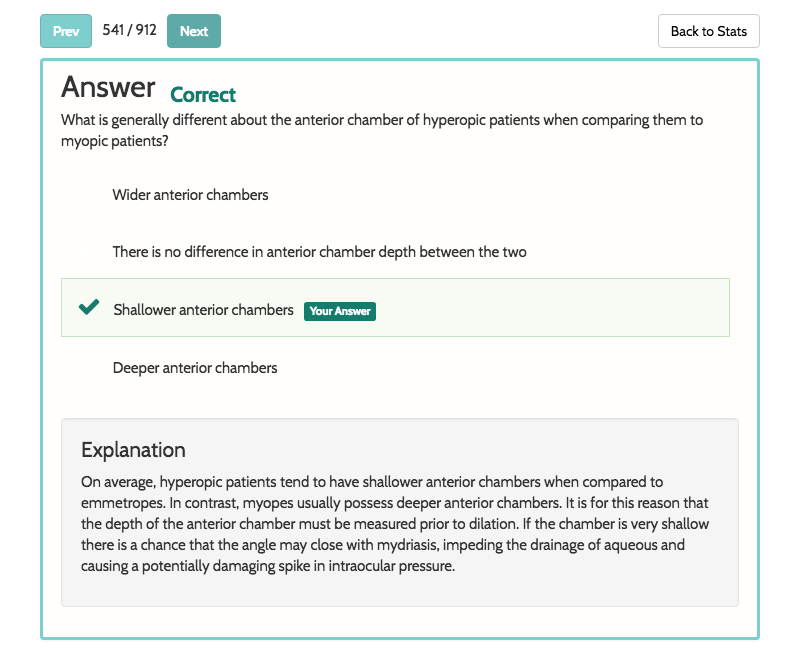 Prev 541 / 912 Next Back to Stats
Answer Correct
What is generally different about the anterior chamber of hyperopic patients when comparing them to
myopic patients?
Wider anterior chambers
There is no difference in anterior chamber depth between the two
Shallower anterior chambers Your Answer
Deeper anterior chambers
Explanation
On average, hyperopic patients tend to have shallower anterior chambers when compared to
emmetropes. In contrast, myopes usually possess deeper anterior chambers. It is for this reason that
the depth of the anterior chamber must be measured prior to dilation. If the chamber is very shallow
there is a chance that the angle may close with mydriasis, impeding the drainage of aqueous and
causing a potentially damaging spike in intraocular pressure.